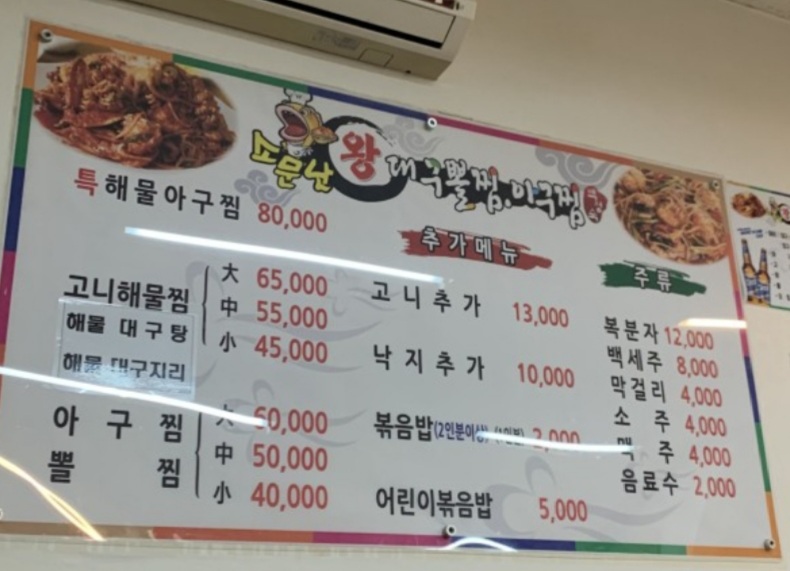 소문난 왕 대구뽈찜.아구찜
특해물아구찜 80,000
고니해물찜
해물 대구탕
해물 대구지리
大 65,000
中 55,000
小 45,000
아구찜
뽈찜
大 60,000
中 50,000
小 40,000
추가메뉴
고니추가 13,000
낙지추가 10,000
볶음밥(2인분이상) (1인분) 2,000
어린이볶음밥 5,000
주류
복분자 12,000
백세주 8,000
막걸리 4,000
소주 4,000
맥주 4,000
음료수 2,000